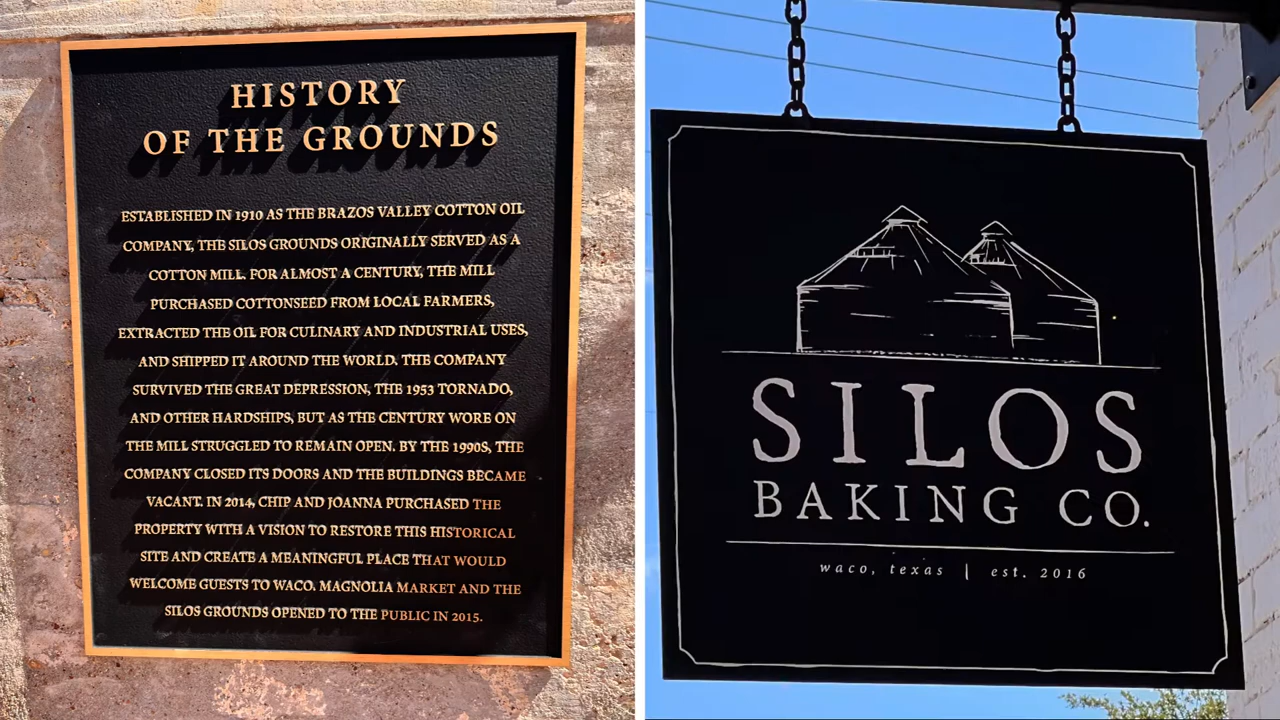 HISTORY
OF THE GROUNDS
ESTABLISHED IN 1910 AS THE BRAZOS VALLEY COTTON OIL
COMPANY, THE SILOS GROUNDS ORIGINALLY SERVED AS A
COTTON MILL. FOR ALMOST A CENTURY, THE MILL
PURCHASED COTTONSEED FROM LOCAL FARMERS,
EXTRACTED THE OIL FOR CULINARY AND INDUSTRIAL USES,
AND SHIPPED IT AROUND THE WORLD. THE COMPANY
SURVIVED THE GREAT DEPRESSION, THE 1953 TORNADO,
AND OTHER HARDSHIPS, BUT AS THE CENTURY WORE ON
THE MILL STRUGGLED TO REMAIN OPEN. BY THE 1990S, THE
COMPANY CLOSED ITS DOORS AND THE BUILDINGS BECAME
VACANT. IN 2014, CHIP AND JOANNA PURCHASED THE
PROPERTY WITH A VISION TO RESTORE THIS HISTORICAL
SITE AND CREATE A MEANINGFUL PLACE THAT WOULD
WELCOME GUESTS TO WACO. MAGNOLIA MARKET AND THE
SILOS GROUNDS OPENED TO THE PUBLIC IN 2015.
SILOS
BAKING CO.
waco, texas | est. 2016